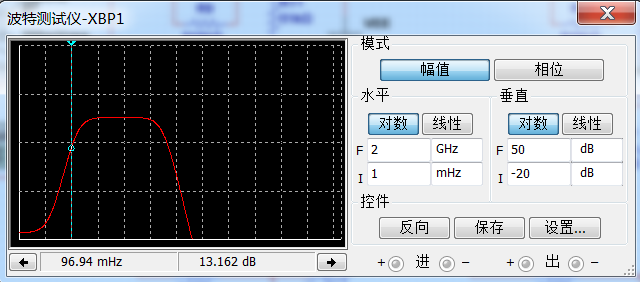 波特测试仪-XBP1
模式
幅值 相位
水平 垂直
对数 线性 对数 线性
F 2 GHz F 50 dB
I 1 mHz I -20 dB
控件
反向 保存 设置...
96.94 mHz 13.162 dB
+ 进 - + 出 -